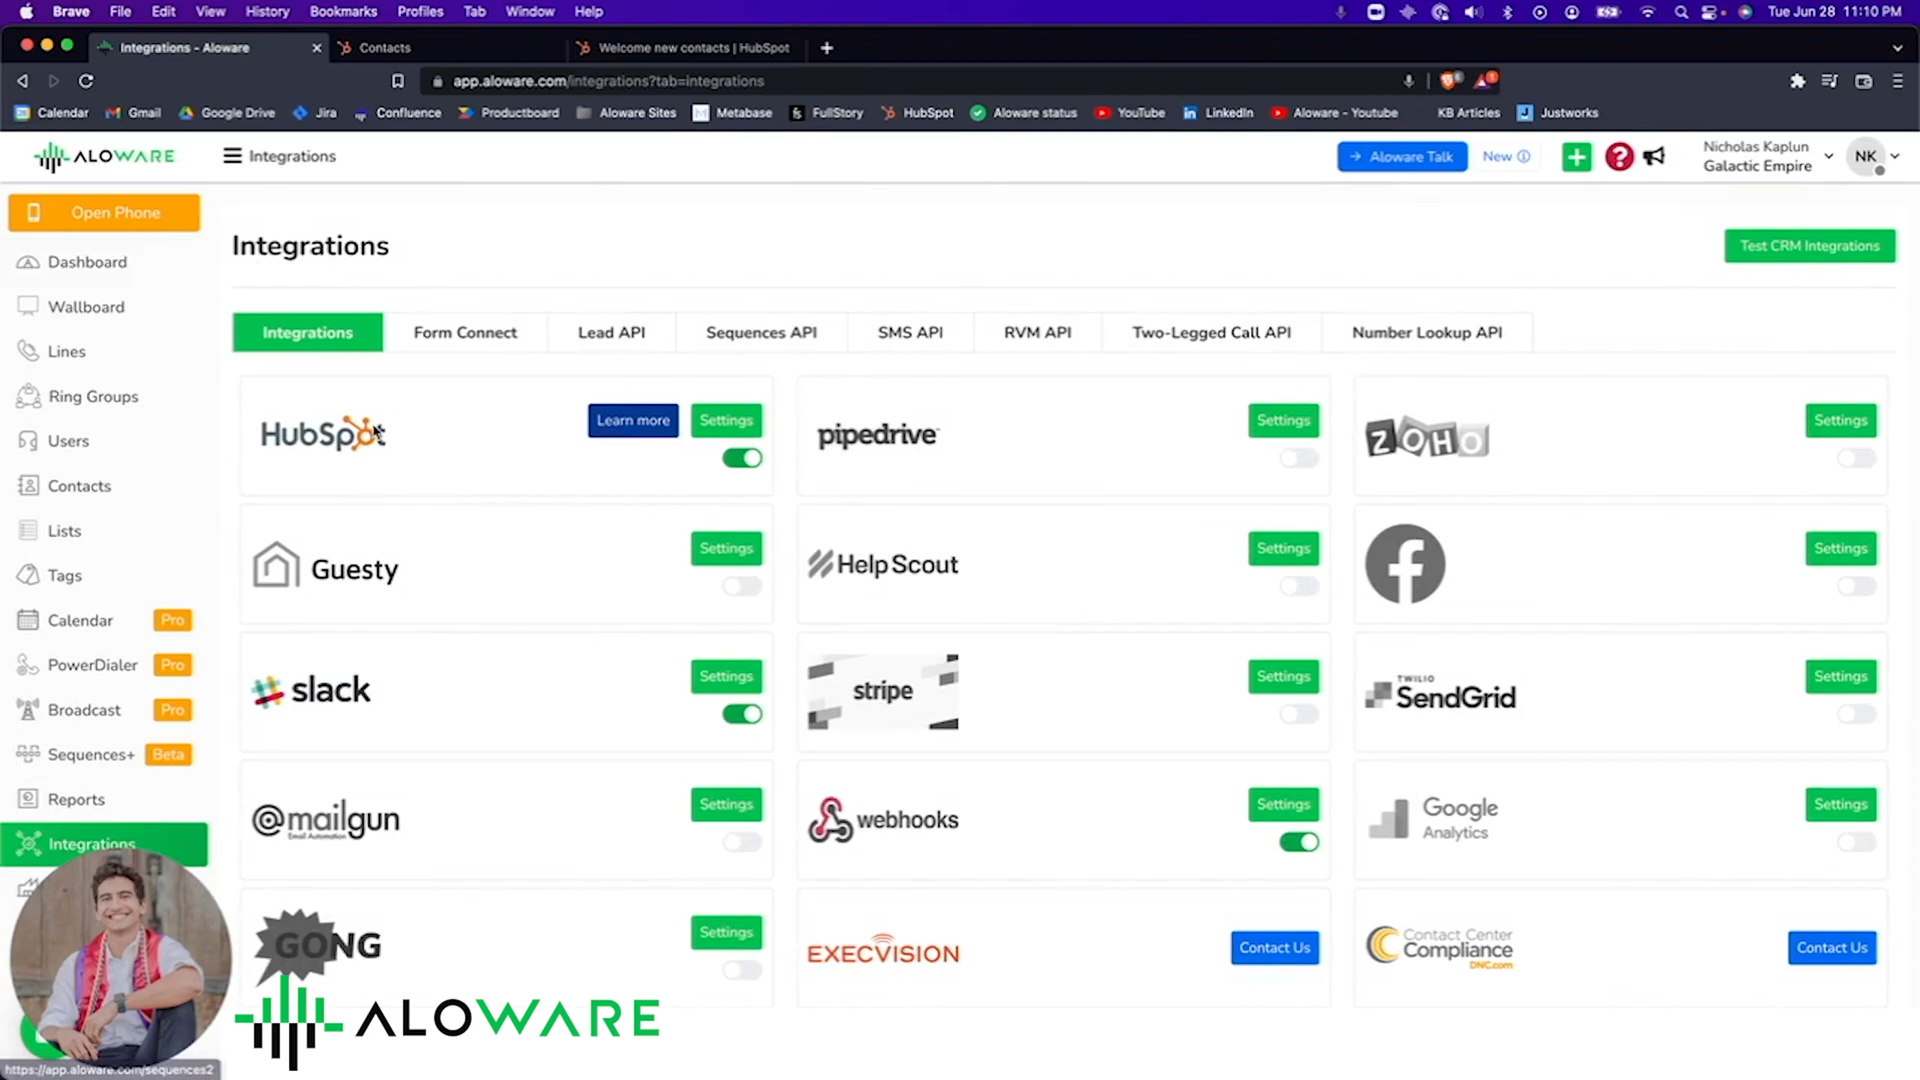 Brave File Edit View History Bookmarks Profiles Tab Window Help Tue Jun 28 11:10 PM
Integrations - Aloware Contacts Welcome new contacts | HubSpot
app.aloware.com/integrations?tab=integrations
Calendar Gmail Google Drive Jira Confluence Productboard Aloware Sites Metabase FullStory HubSpot Aloware status YouTube LinkedIn Aloware - Youtube KB Articles Justworks
ALOWARE Integrations Aloware Talk New Nicholas Kaplun
Galactic Empire NK
Open Phone
Dashboard
Wallboard
Lines
Ring Groups
Users
Contacts
Lists
Tags
Calendar Pro
PowerDialer Pro
Broadcast Pro
Sequences+ Beta
Reports
Integrations
Integrations Test CRM Integrations
Integrations Form Connect Lead API Sequences API SMS API RVM API Two-Legged Call API Number Lookup API
HubSpot Learn more Settings
pipedrive Settings
ZOHO Settings
Guesty Settings
Help Scout Settings
Settings
slack Settings
stripe Settings
TWILIO
SendGrid Settings
@mailgun
Email Automation Settings
webhooks Settings
Google
Analytics Settings
GONG Settings
EXECVISION Contact Us
Contact Center
Compliance
DNC.com Contact Us
ALOWARE
https://app.aloware.com/sequences2